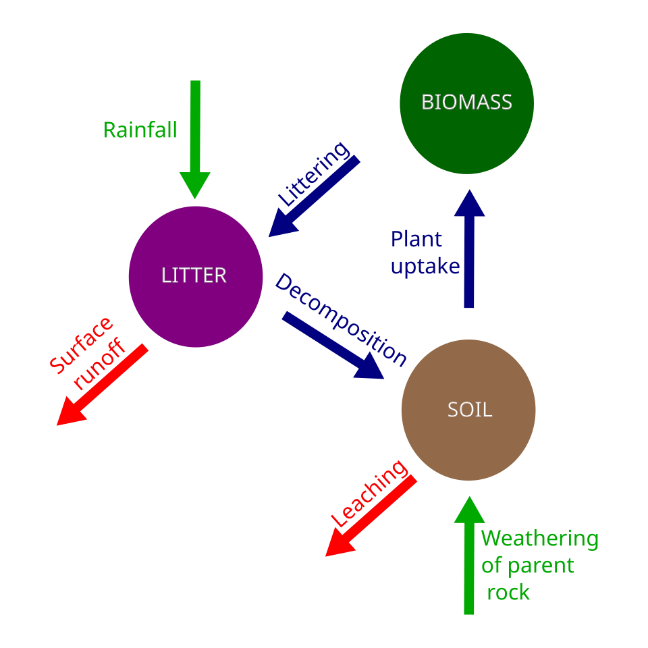 BIOMASS
Rainfall
Littering
Plant
uptake
LITTER
Decomposition
Surface
runoff
SOIL
Leaching
Weathering
of parent
rock